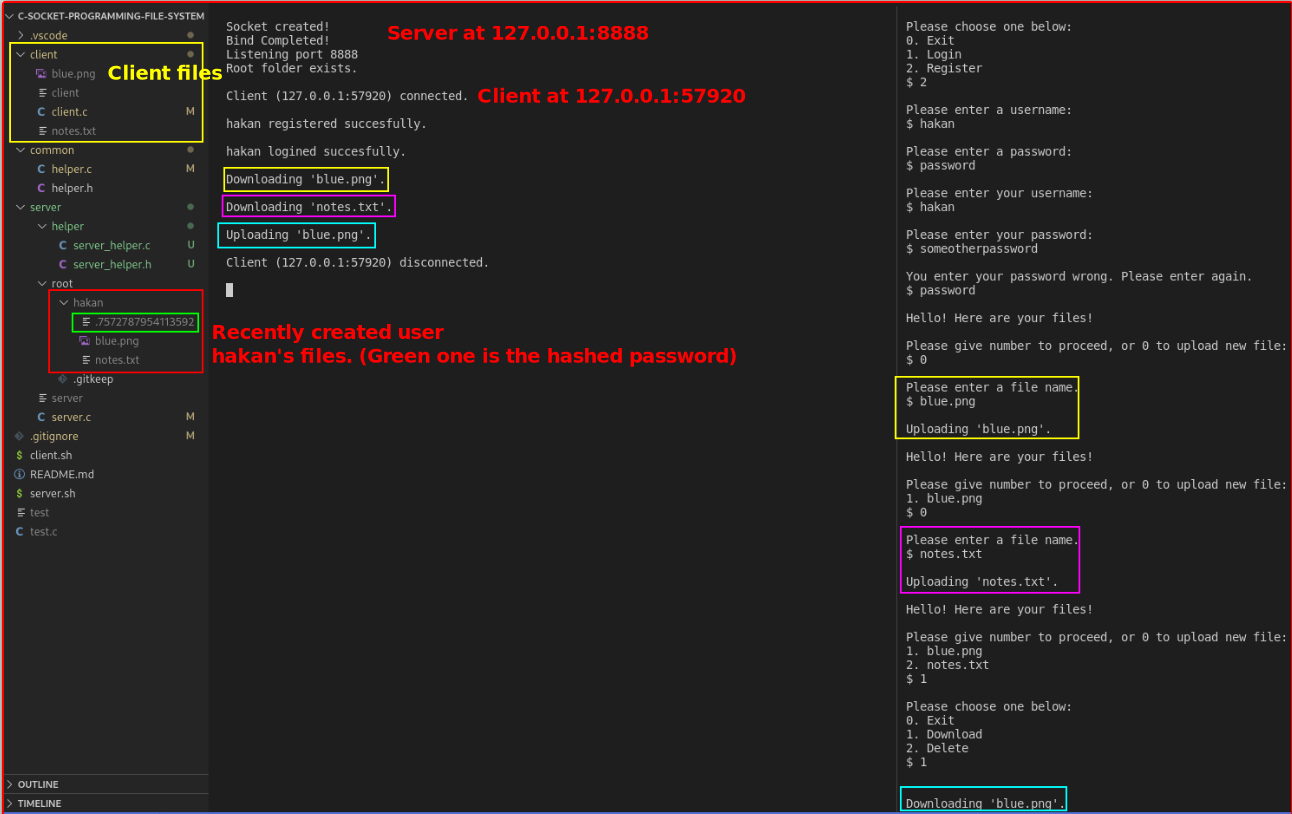 C-SOCKET-PROGRAMMING-FILE-SYSTEM
.vscode
client
blue.png
Client files
client
C client.c M
notes.txt
common
C helper.c M
C helper.h
server
helper
C server_helper.c U
C server_helper.h U
root
hakan
.7572787954113592
blue.png
notes.txt
.gitkeep
server
C server.c M
.gitignore M
$ client.sh
README.md
$ server.sh
test
C test.c
OUTLINE
TIMELINE
Socket created!
Bind Completed!
Server at 127.0.0.1:8888
Listening port 8888
Root folder exists.
Client (127.0.0.1:57920) connected.
Client at 127.0.0.1:57920
hakan registered succesfully.
hakan logined succesfully.
Downloading 'blue.png'.
Downloading 'notes.txt'.
Uploading 'blue.png'.
Client (127.0.0.1:57920) disconnected.
Recently created user
hakan's files. (Green one is the hashed password)
Please choose one below:
0. Exit
1. Login
2. Register
$ 2
Please enter a username:
$ hakan
Please enter a password:
$ password
Please enter your username:
$ hakan
Please enter your password:
$ someotherpassword
You enter your password wrong. Please enter again.
$ password
Hello! Here are your files!
Please give number to proceed, or 0 to upload new file:
$ 0
Please enter a file name.
$ blue.png
Uploading 'blue.png'.
Hello! Here are your files!
Please give number to proceed, or 0 to upload new file:
1. blue.png
$ 0
Please enter a file name.
$ notes.txt
Uploading 'notes.txt'.
Hello! Here are your files!
Please give number to proceed, or 0 to upload new file:
1. blue.png
2. notes.txt
$ 1
Please choose one below:
0. Exit
1. Download
2. Delete
$ 1
Downloading 'blue.png'.